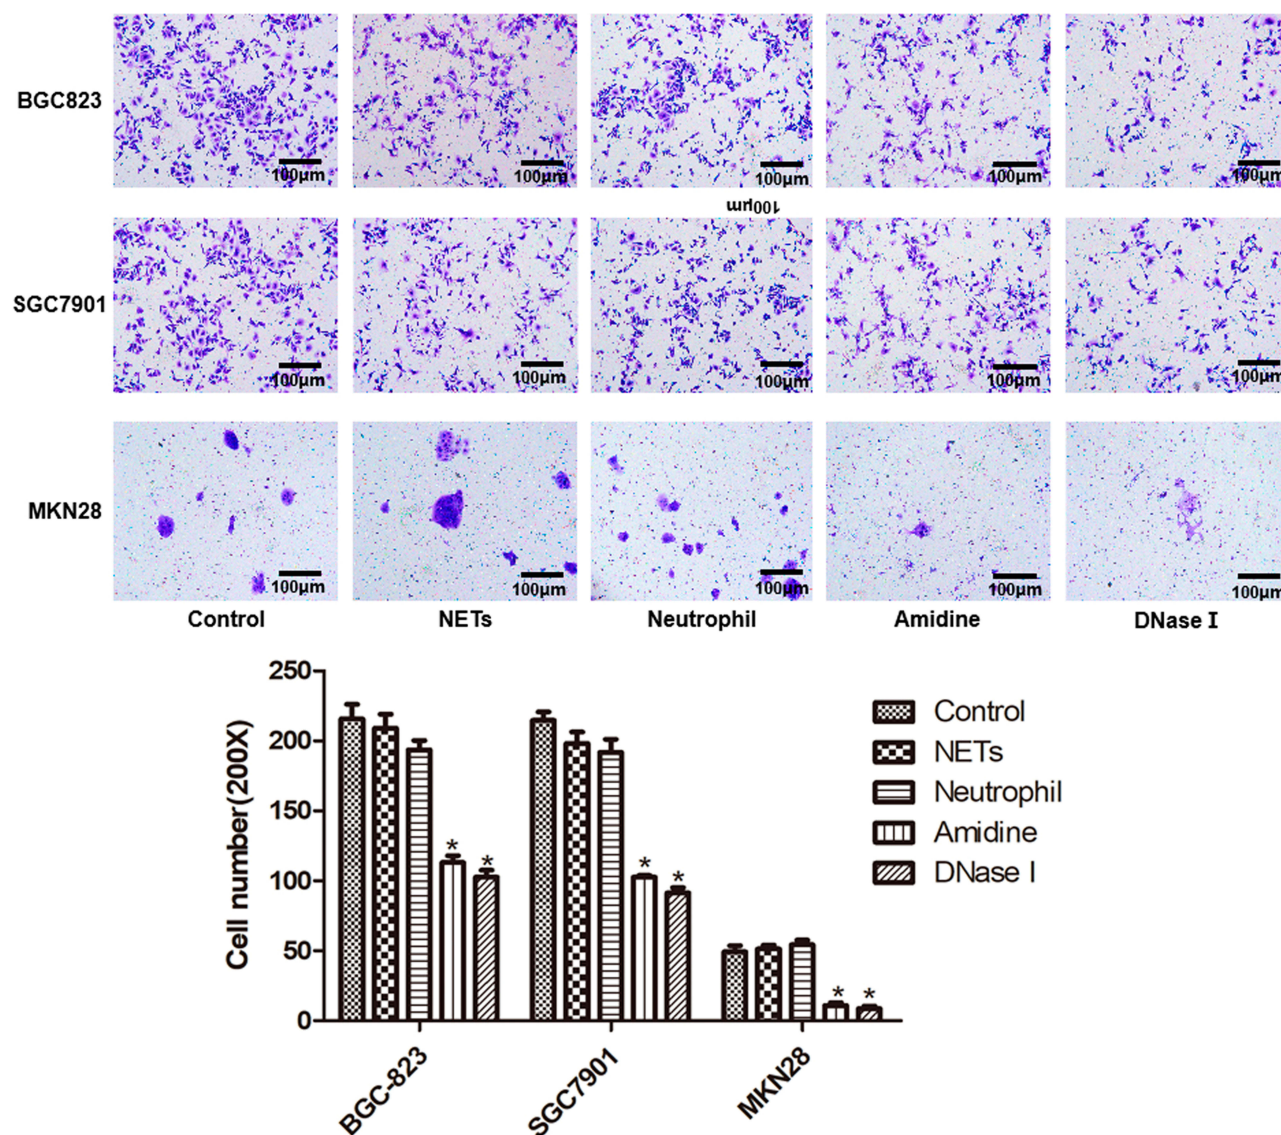 BGC823
100μm
100μm
100μm
100μm
100μm
100μm
SGC7901
100μm
100μm
100μm
100μm
100μm
MKN28
100μm
100μm
100μm
100μm
100μm
Control
NETs
Neutrophil
Amidine
DNase I
250
200
150
100
50
0
Cell number(200X)
*
*
*
*
*
*
Control
NETs
Neutrophil
Amidine
DNase I
BGC-823
SGC7901
MKN28